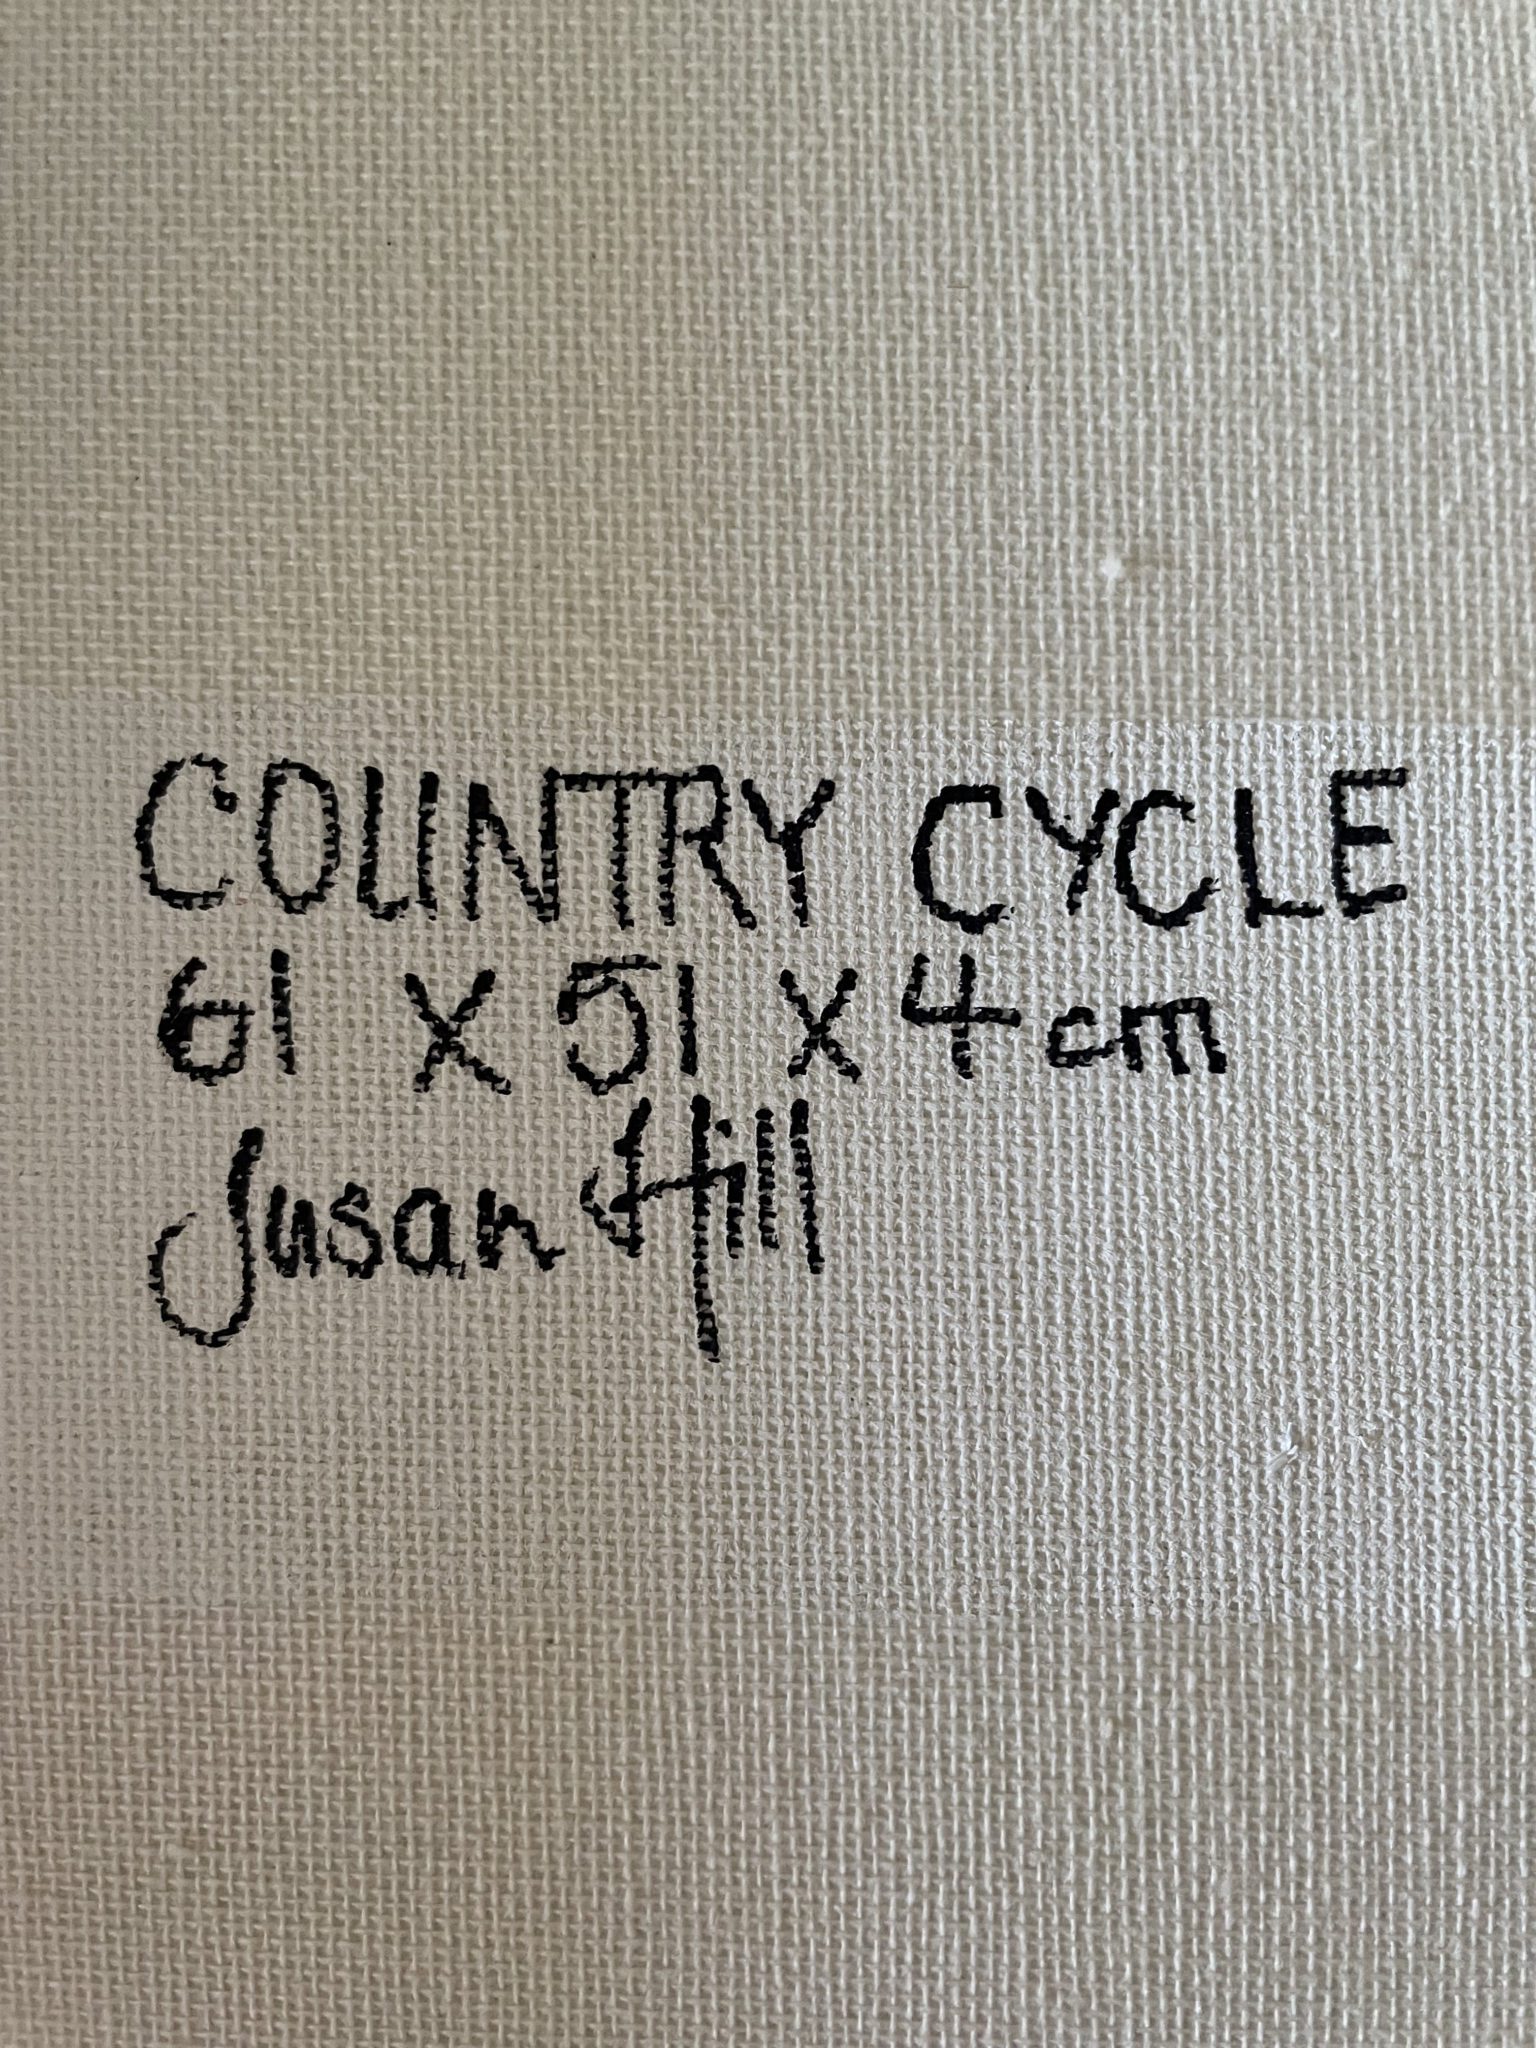 COUNTRY CYCLE
61 x 51 x 4 cm
Susan Hill